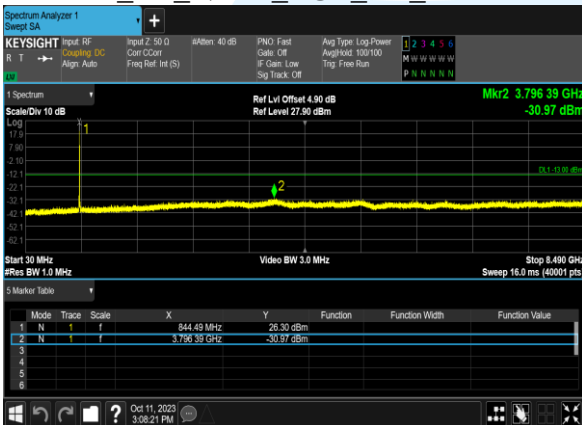 Spectrum Analyzer 1
Swept SA
+
KEYSIGHT
R T
LV
Input: RF
Coupling: DC
Align: Auto
Input Z: 50 Ω
Corr CCorr
Freq Ref: Int (S)
#Atten: 40 dB
PNO: Fast
Gate: Off
IF Gain: Low
Sig Track: Off
Avg Type: Log-Power
Avg|Hold: 100/100
Trig: Free Run
1 2 3 4 5 6
M W W W W W
P N N N N N
1 Spectrum
Scale/Div 10 dB
Ref Lvl Offset 4.90 dB
Ref Level 27.90 dBm
Mkr2 3.796 39 GHz
-30.97 dBm
Log
17.9
7.90
-2.10
-12.1
-22.1
-32.1
-42.1
-52.1
-62.1
1
2
DL1 -13.00 dBm
Start 30 MHz
#Res BW 1.0 MHz
Video BW 3.0 MHz
Stop 8.490 GHz
Sweep 16.0 ms (40001 pts)
5 Marker Table
Mode Trace Scale X Y Function Function Width Function Value
1 N 1 f 844.49 MHz 26.30 dBm
2 N 1 f 3.796 39 GHz -30.97 dBm
3
4
5
6
?
Oct 11, 2023
3:08:21 PM